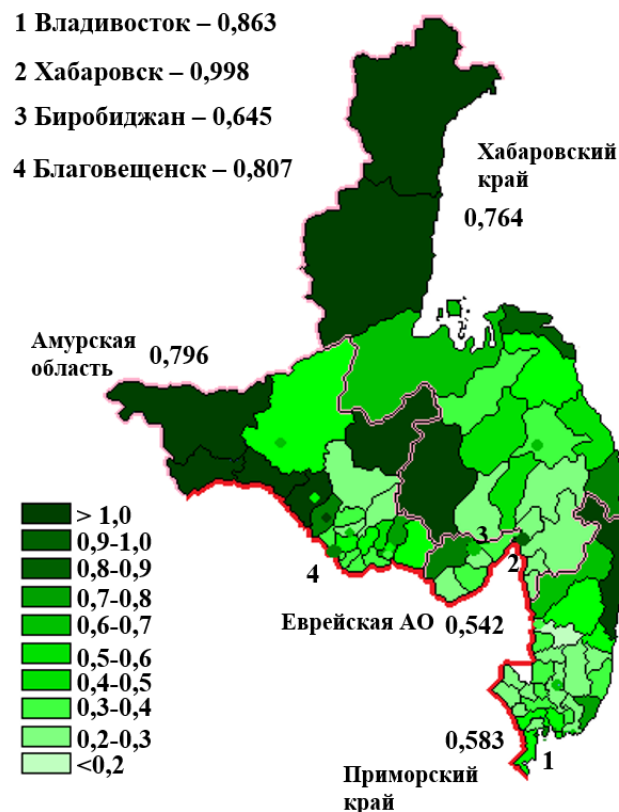 1 Владивосток – 0,863
2 Хабаровск – 0,998
3 Биробиджан – 0,645
4 Благовещенск – 0,807
Хабаровский
край
0,764
Амурская
область
0,796
> 1,0
0,9-1,0
0,8-0,9
0,7-0,8
0,6-0,7
0,5-0,6
0,4-0,5
0,3-0,4
0,2-0,3
<0,2
4
3
2
Еврейская АО 0,542
0,583
1
Приморский
край